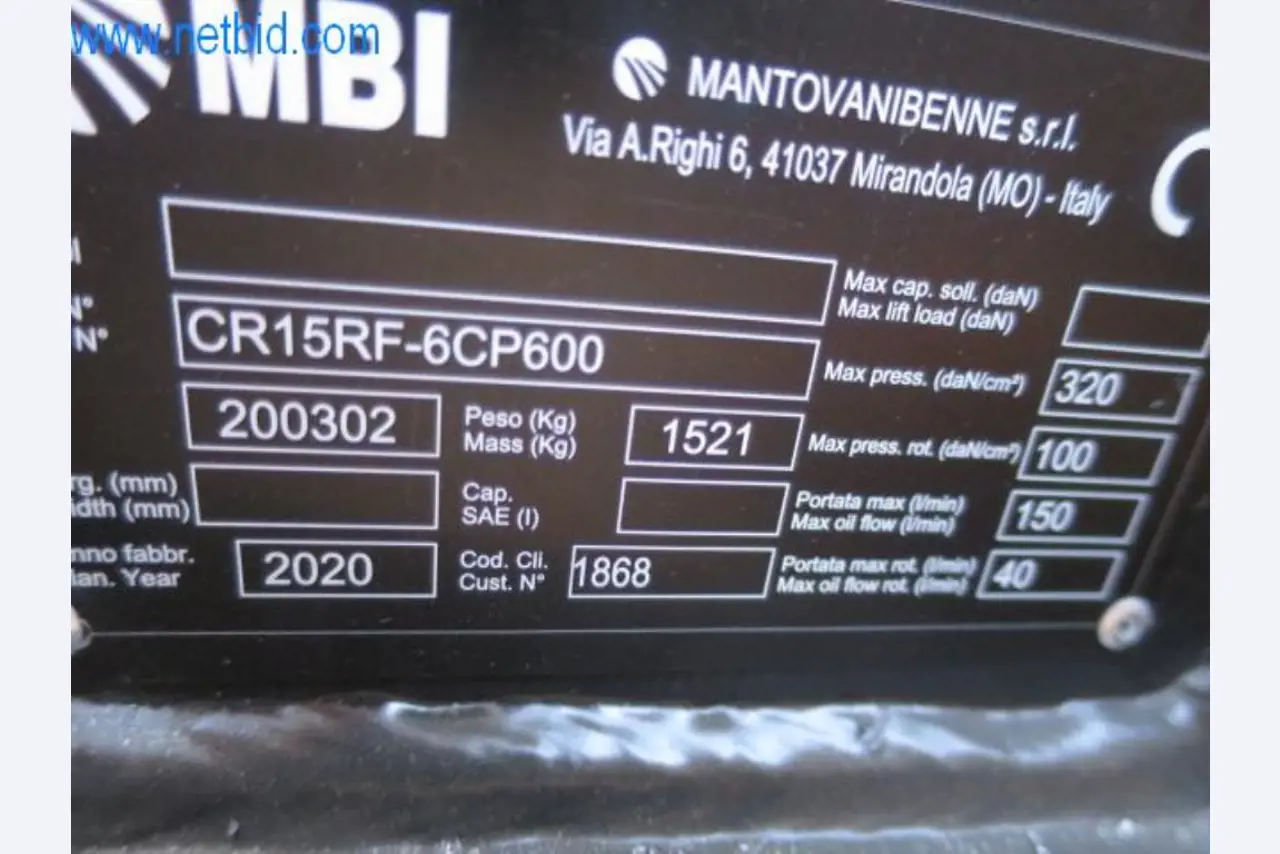 www.netbid.com
MBI
MANTOVANIBENNE s.r.l.
Via A.Righi 6, 41037 Mirandola (MO) - Italy
Max cap. soll. (daN)
Max lift load (daN)
N°
N°
CR15RF-6CP600
Max press. (daN/cm²)
320
200302
Peso (Kg)
Mass (Kg)
1521
Max press. rot. (daN/cm²)
100
rg. (mm)
idth (mm)
Cap.
SAE (l)
Portata max (l/min)
Max oil flow (l/min)
150
nno fabbr.
an. Year
2020
Cod. Cli.
Cust. N°
1868
Portata max rot. (l/min)
Max oil flow rot. (l/min)
40